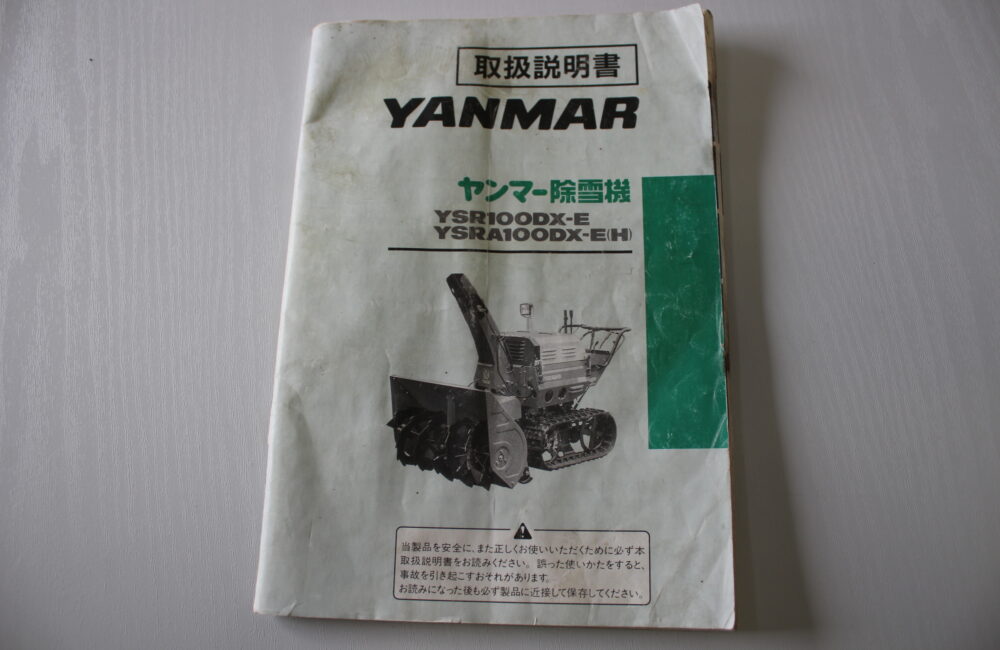 取扱説明書
YANMAR
ヤンマー除雪機
YSR100DX-E
YSRA100DX-E(H)
当製品を安全に、また正しくお使いいただくために必ず本
取扱説明書をお読みください。誤った使いかたをすると、
事故を引き起こすおそれがあります。
お読みになった後も必ず製品に近接して保存してください。